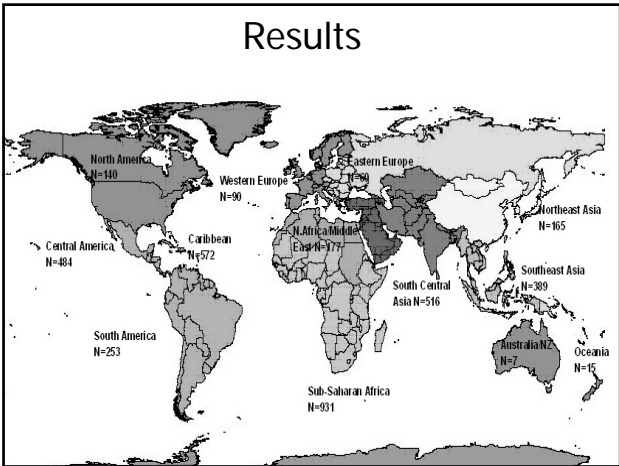 Results
North America
N=140
Western Europe
N=90
Eastern Europe
N=60
Northeast Asia
N=165
Central America
N=484
Caribbean
N=572
N.Africa/Middle
East N=177
South Central
Asia N=516
Southeast Asia
N=389
South America
N=253
Australia/NZ
N=7
Oceania
N=15
Sub-Saharan Africa
N=931